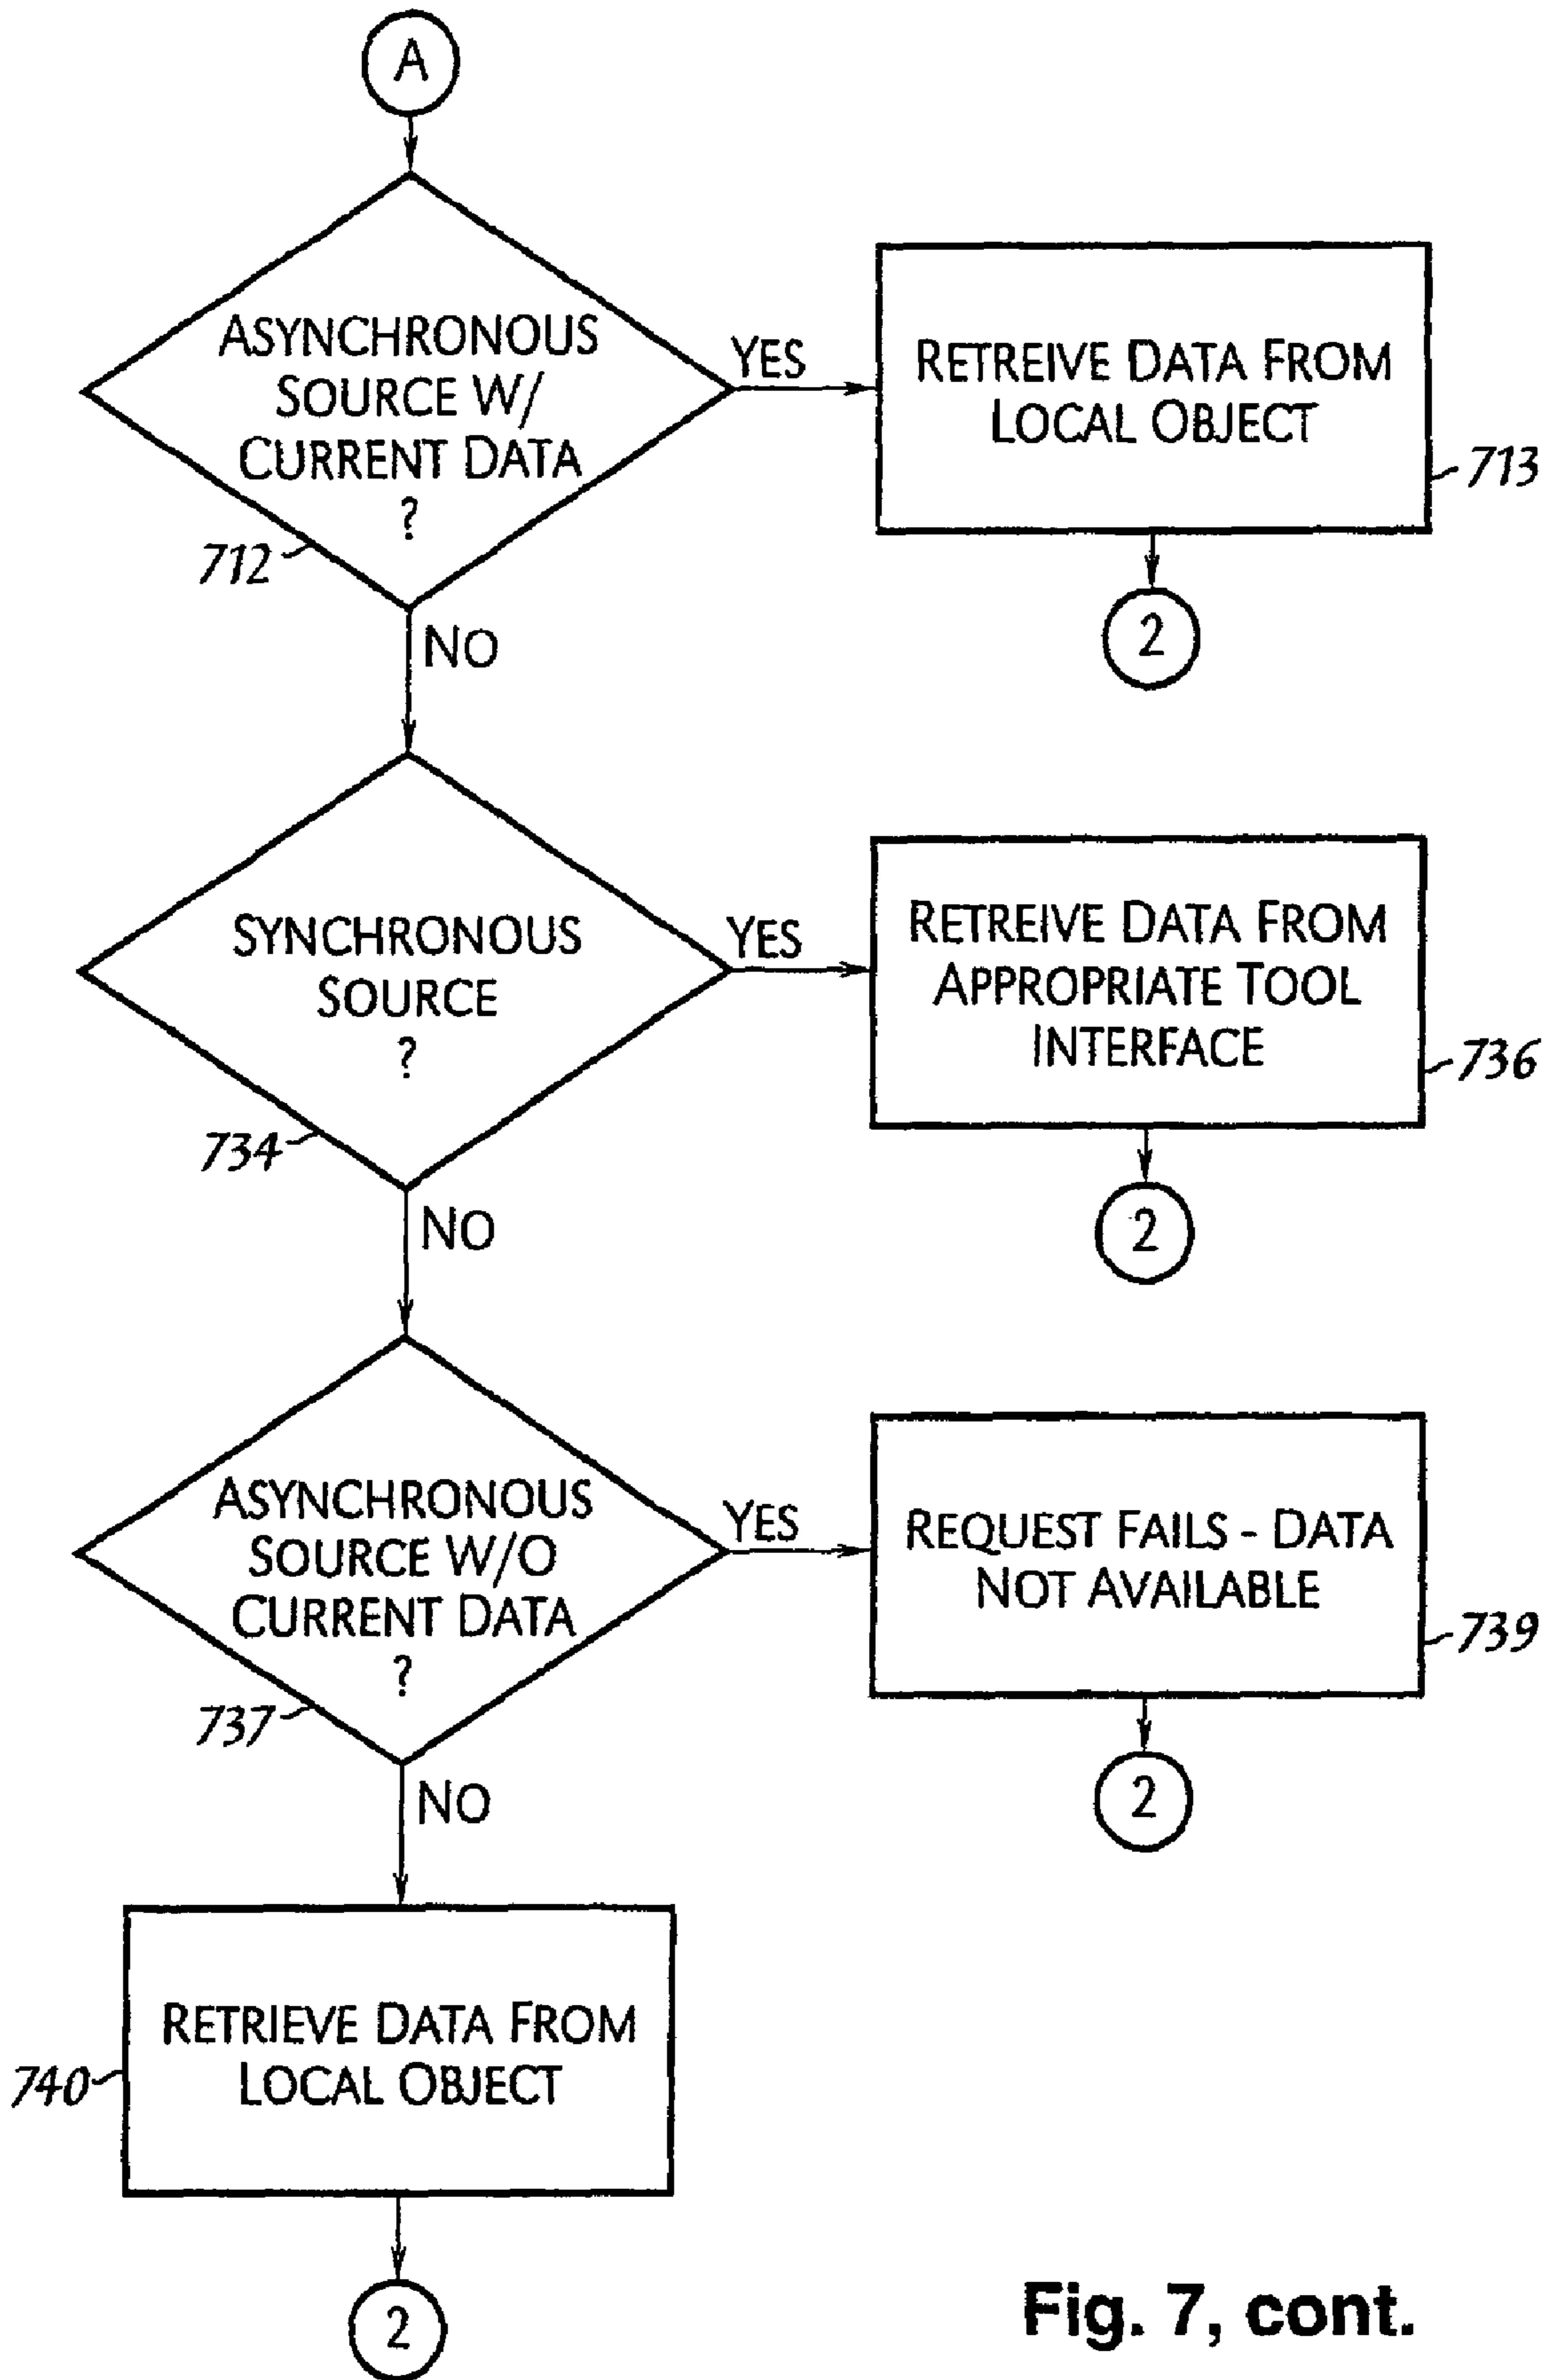 A
ASYNCHRONOUS
SOURCE W/
CURRENT DATA
?
712
YES
RETREIVE DATA FROM
LOCAL OBJECT
713
2
NO
SYNCHRONOUS
SOURCE
?
734
YES
RETREIVE DATA FROM
APPROPRIATE TOOL
INTERFACE
736
2
NO
ASYNCHRONOUS
SOURCE W/O
CURRENT DATA
?
737
YES
REQUEST FAILS - DATA
NOT AVAILABLE
739
2
NO
RETRIEVE DATA FROM
LOCAL OBJECT
740
2
Fig. 7, cont.